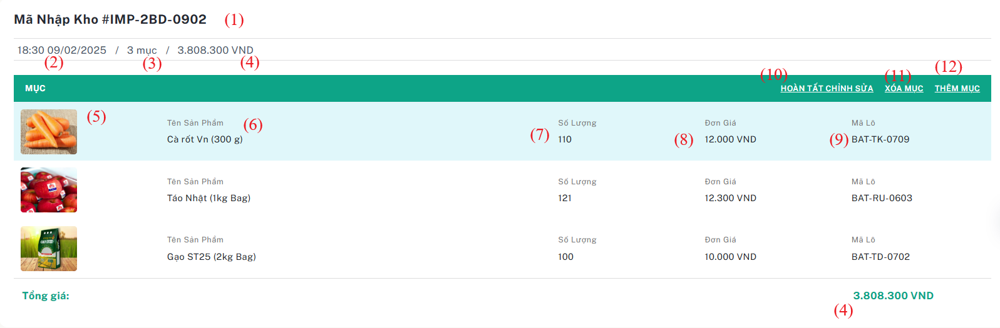 Mã Nhập Kho #IMP-2BD-0902 (1)
18:30 09/02/2025 / 3 mục / 3.808.300 VND
(2) (3) (4)
(10) (11) (12)
MỤC HOÀN TẤT CHỈNH SỬA XÓA MỤC THÊM MỤC
(5) Tên Sản Phẩm (6) Số Lượng Đơn Giá Mã Lô
Cà rốt Vn (300 g) (7) 110 (8) 12.000 VND (9) BAT-TK-0709
Tên Sản Phẩm Số Lượng Đơn Giá Mã Lô
Táo Nhật (1kg Bag) 121 12.300 VND BAT-RU-0603
Tên Sản Phẩm Số Lượng Đơn Giá Mã Lô
Gạo ST25 (2kg Bag) 100 10.000 VND BAT-TD-0702
Tổng giá: 3.808.300 VND
(4)